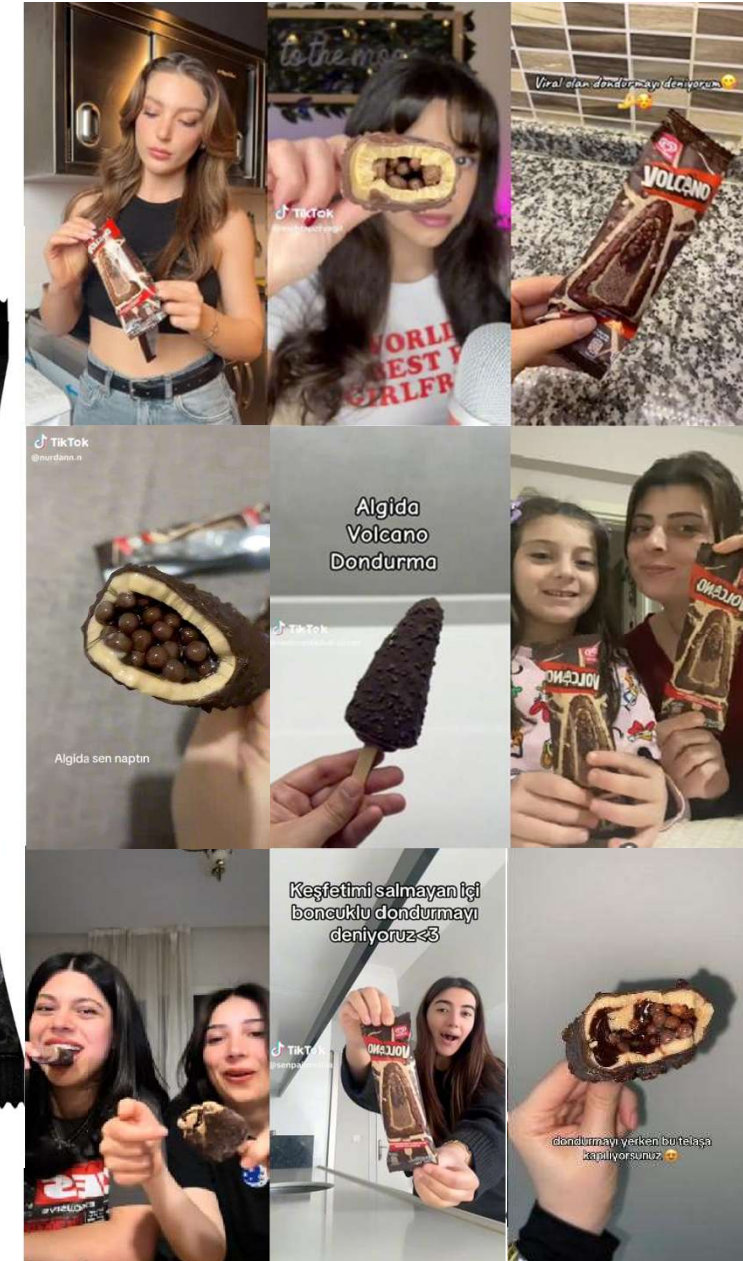 to the moo
TikTok
WORLD
BEST
GIRLFR
Viral olan dondurmayı deniyorum😋
VOLCANO
TikTok
@nurdann.n
Algida sen naptın
Algida
Volcano
Dondurma
TikTok
VOLCANO
VOLCANO
Keşfetimi salmayan içi
boncuklu dondurmayı
deniyoruz<3
TikTok
VOLCANO
dondurmayı yerken bu telaşa
kapılıyorsunuz 😍